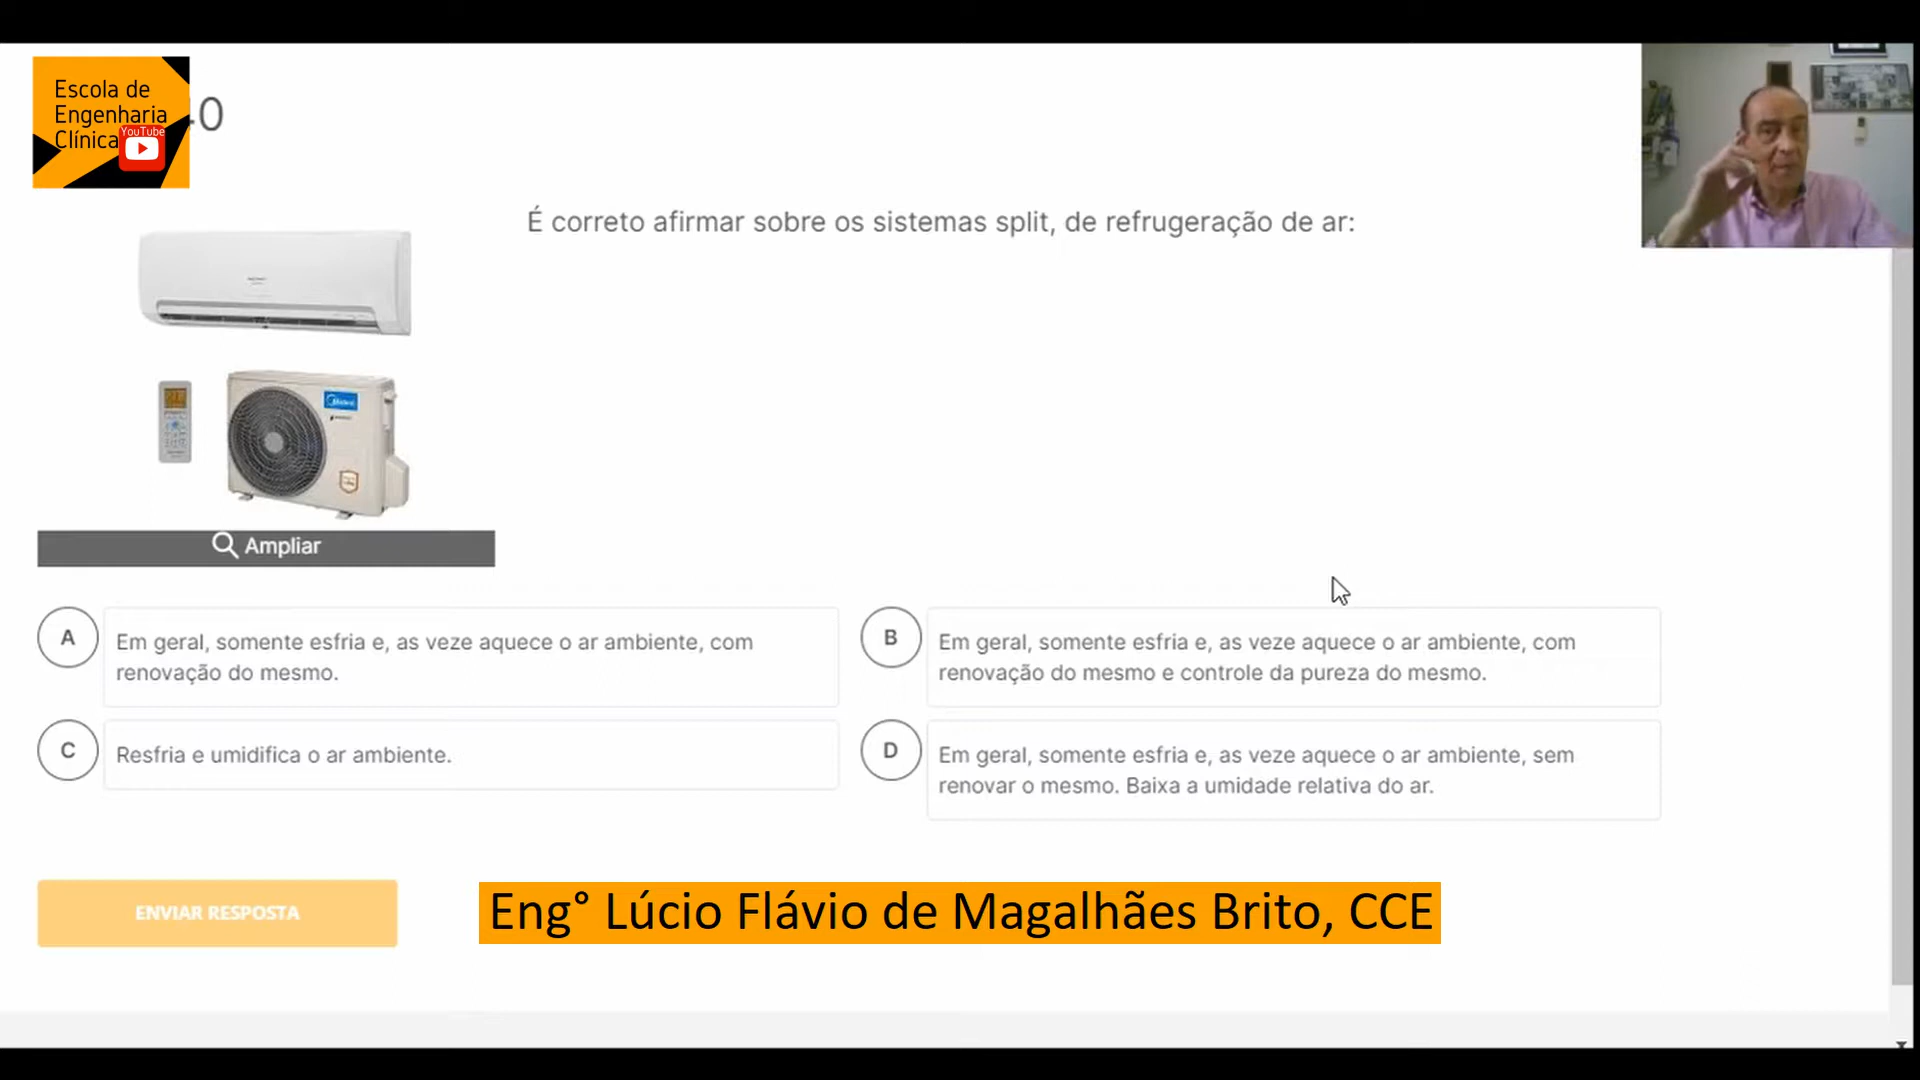 Escola de
Engenharia
Clínica
YouTube
0
É correto afirmar sobre os sistemas split, de refrugeração de ar:
Midea
Ampliar
A
Em geral, somente esfria e, as veze aquece o ar ambiente, com
renovação do mesmo.
B
Em geral, somente esfria e, as veze aquece o ar ambiente, com
renovação do mesmo e controle da pureza do mesmo.
C
Resfria e umidifica o ar ambiente.
D
Em geral, somente esfria e, as veze aquece o ar ambiente, sem
renovar o mesmo. Baixa a umidade relativa do ar.
ENVIAR RESPOSTA
Eng° Lúcio Flávio de Magalhães Brito, CCE